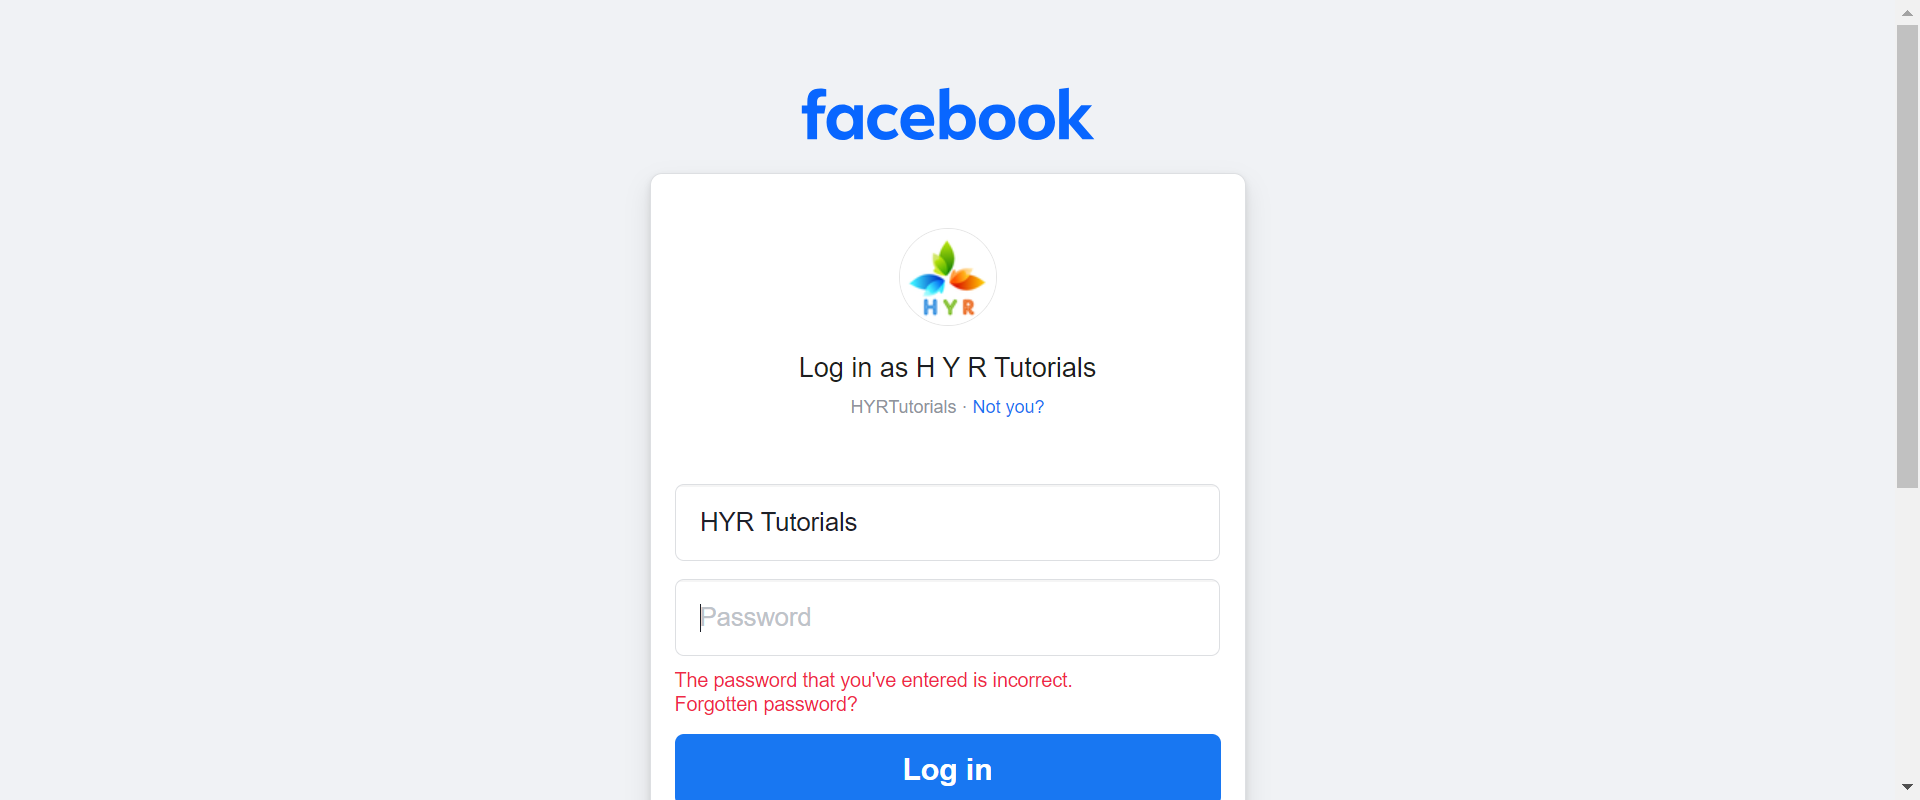 facebook
HYR
Log in as H Y R Tutorials
HYRTutorials · Not you?
HYR Tutorials
Password
The password that you've entered is incorrect.
Forgotten password?
Log in